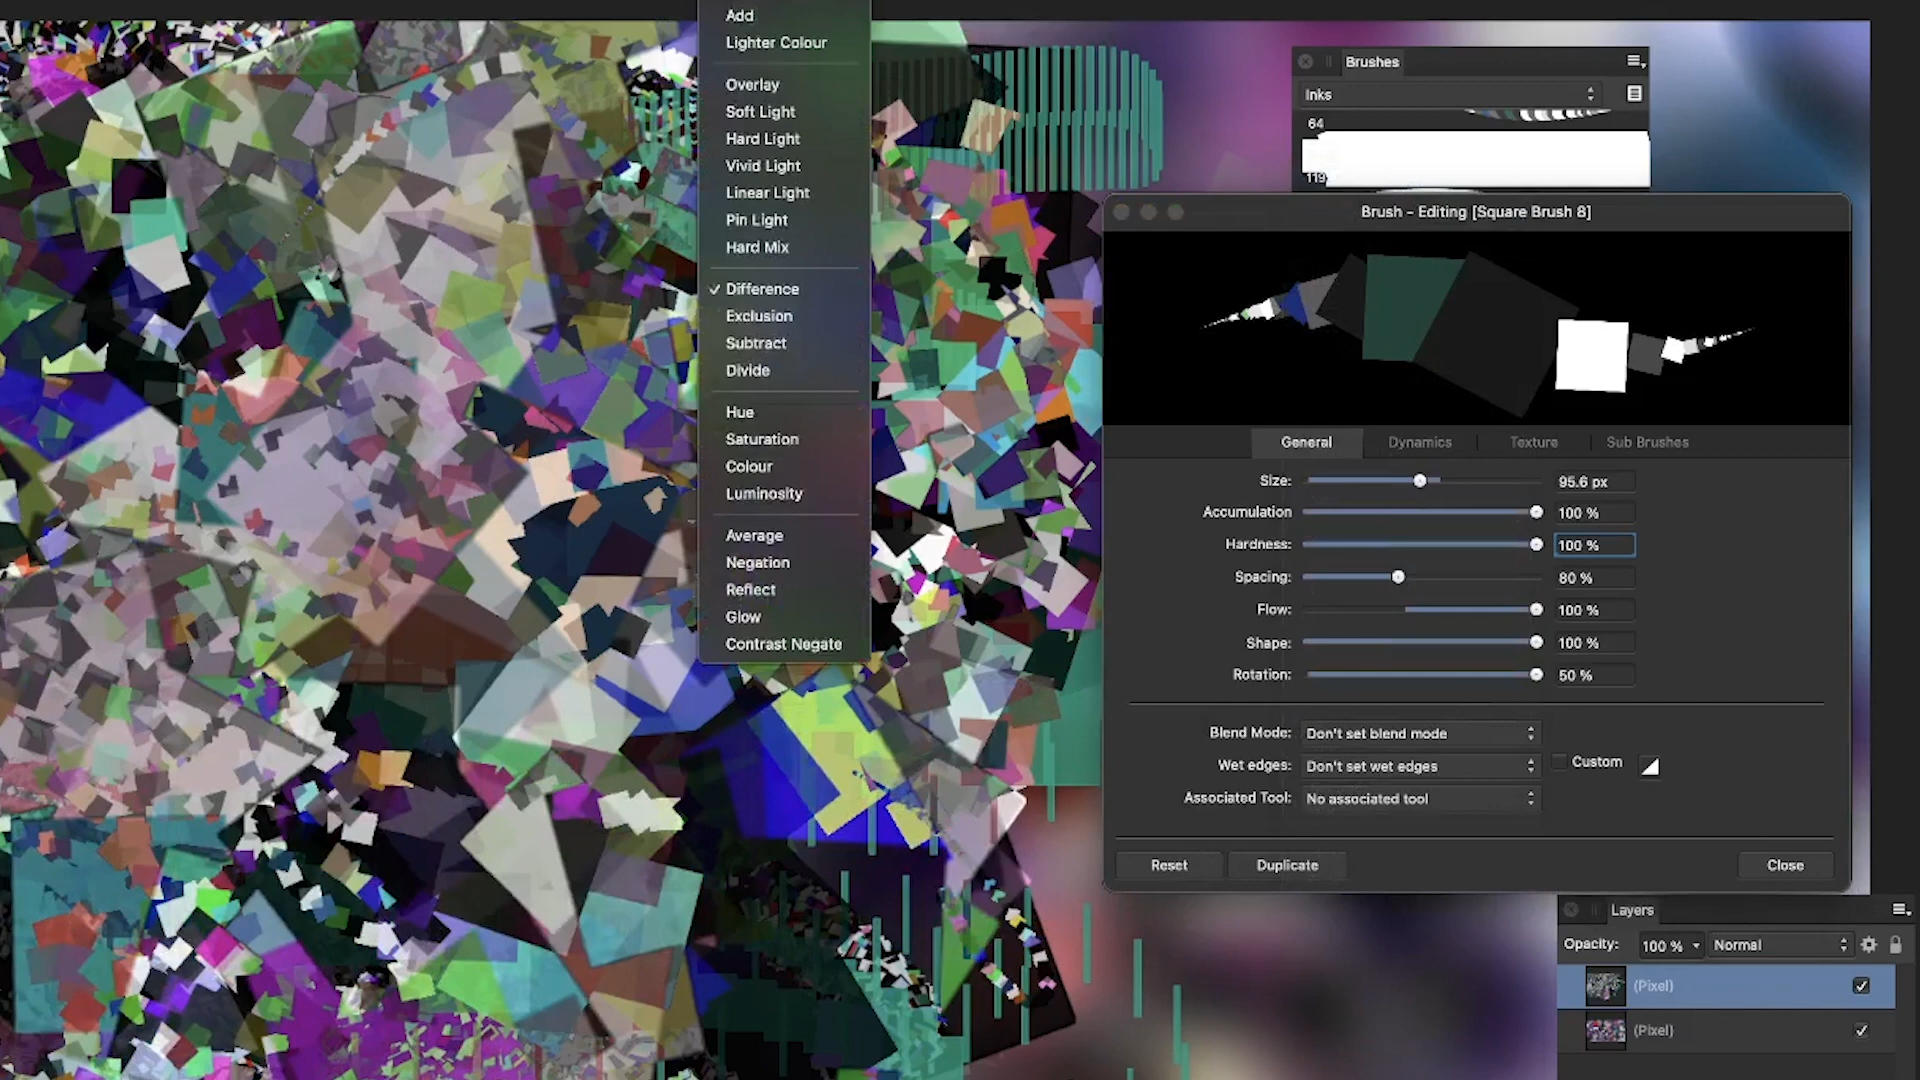 Add
Lighter Colour
Overlay
Soft Light
Hard Light
Vivid Light
Linear Light
Pin Light
Hard Mix
Difference
Exclusion
Subtract
Divide
Hue
Saturation
Colour
Luminosity
Average
Negation
Reflect
Glow
Contrast Negate
Brushes
Inks
64
119
Brush - Editing [Square Brush 8]
General Dynamics Texture Sub Brushes
Size: 95.6 px
Accumulation 100 %
Hardness: 100 %
Spacing: 80 %
Flow: 100 %
Shape: 100 %
Rotation: 50 %
Blend Mode: Don't set blend mode
Wet edges: Don't set wet edges Custom
Associated Tool: No associated tool
Reset Duplicate Close
Layers
Opacity: 100 % Normal
(Pixel)
(Pixel)